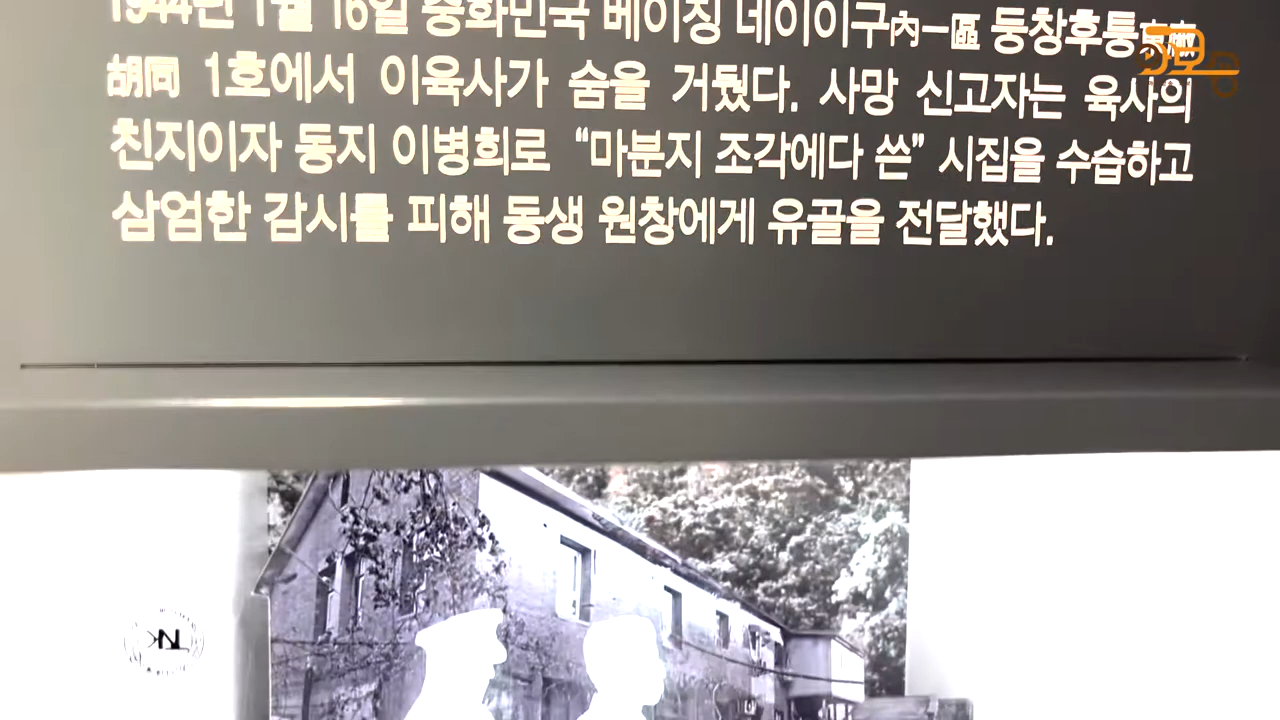 1944년 1월 16일 중화민국 베이징 네이이구內一區 둥창후퉁東廠
胡同 1호에서 이육사가 숨을 거뒀다. 사망 신고자는 육사의
친지이자 동지 이병희로 “마분지 조각에다 쓴” 시집을 수습하고
삼엄한 감시를 피해 동생 원창에게 유골을 전달했다.